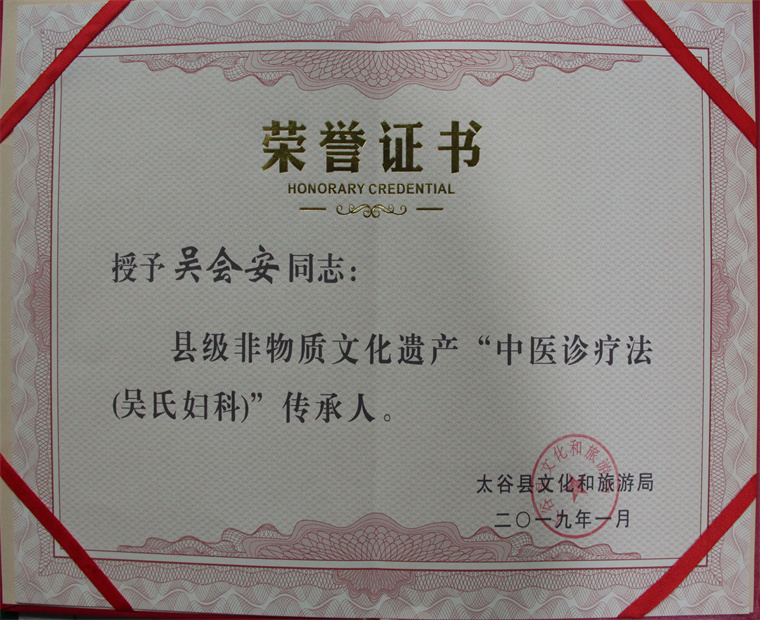 荣誉证书
HONORARY CREDENTIAL
授予吴会安同志：
县级非物质文化遗产“中医诊疗法
(吴氏妇科)”传承人。
太谷县文化和旅游局
二〇一九年一月